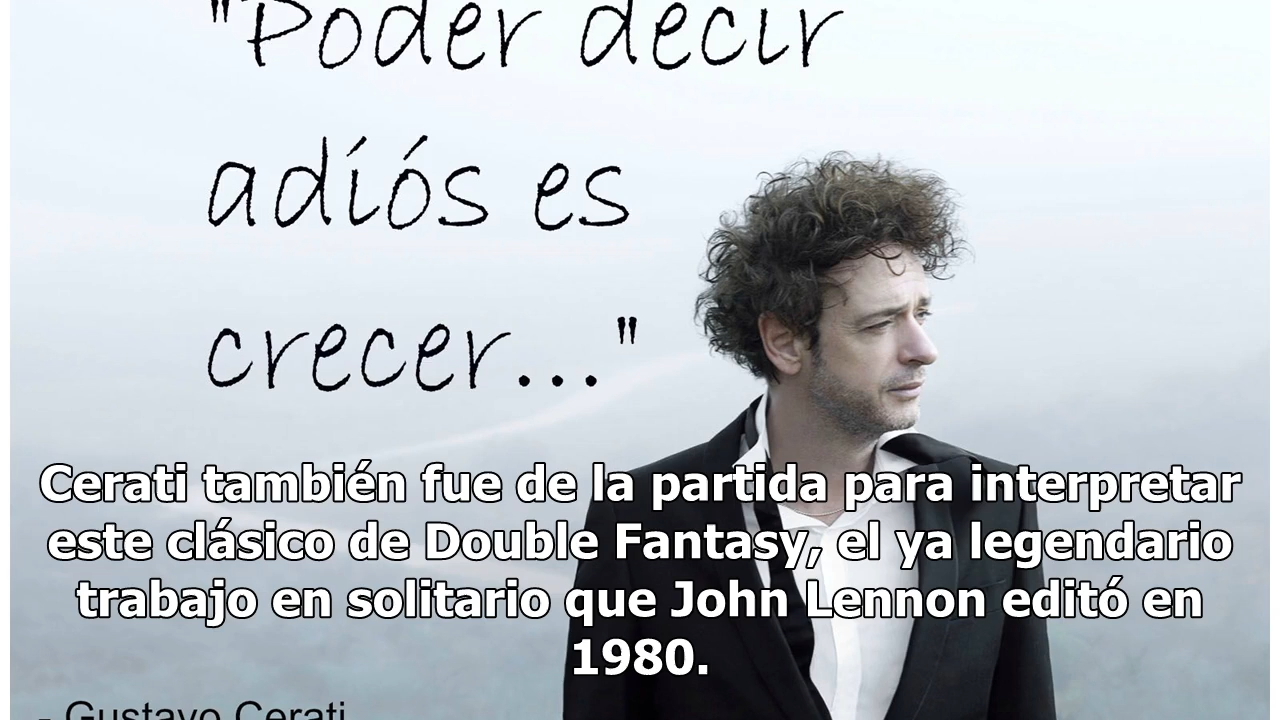 "Poder decir
adiós es
crecer..."
Cerati también fue de la partida para interpretar
este clásico de Double Fantasy, el ya legendario
trabajo en solitario que John Lennon editó en
1980.
- Gustavo Cerati